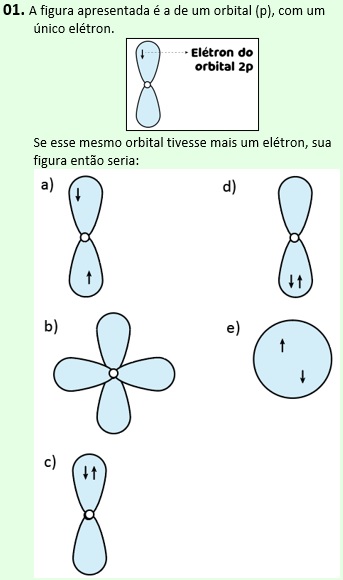 01. A figura apresentada é a de um orbital (p), com um
único elétron.
Elétron do
orbital 2p
Se esse mesmo orbital tivesse mais um elétron, sua
figura então seria:
a)
d)
b)
e)
c)